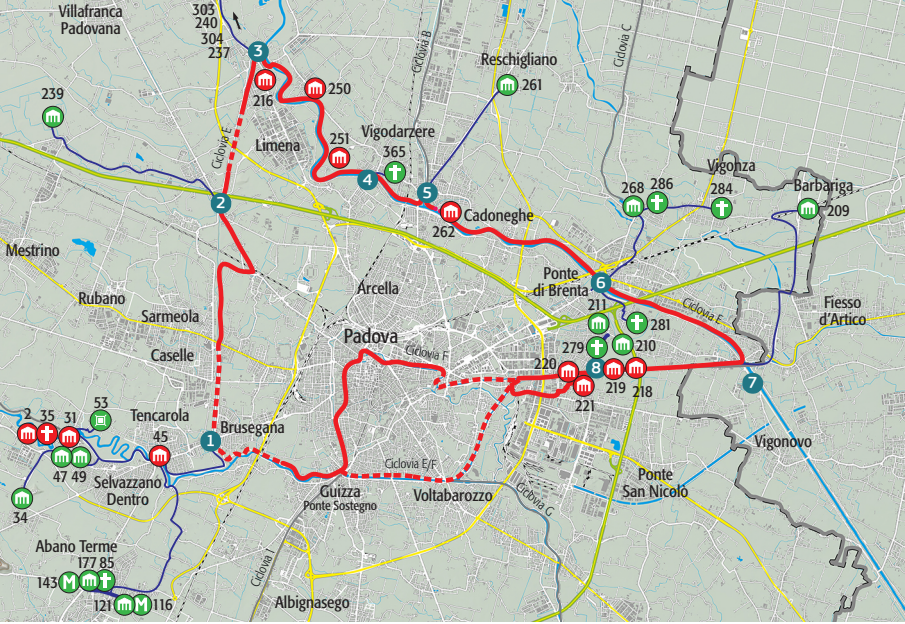 Villafranca
Padovana
303
240
304
237
3
Ciclovia B
Ciclovia C
Reschigliano
261
239
216
250
Ciclovia E
Limena
251
Vigodarzere
365
4
5
2
262
Cadoneghe
268
286
Vigonza
284
Barbariga
209
Mestrino
Rubano
Sarmeola
Caselle
Arcella
Padova
Ciclovia F
Ponte
di Brenta
6
211
281
279
210
Ciclovia E
Fiesso
d'Artico
220
8
219
218
221
7
2
35
31
53
Tencarola
45
1
Brusegana
47
49
Selvazzano
Dentro
34
Ciclovia E/F
Guizza
Ponte Sostegno
Voltabarozzo
Ciclovia G
Ponte
San Nicolò
Vigonovo
Abano Terme
177
85
143
M
121
M
116
Ciclovia I
Albignasego